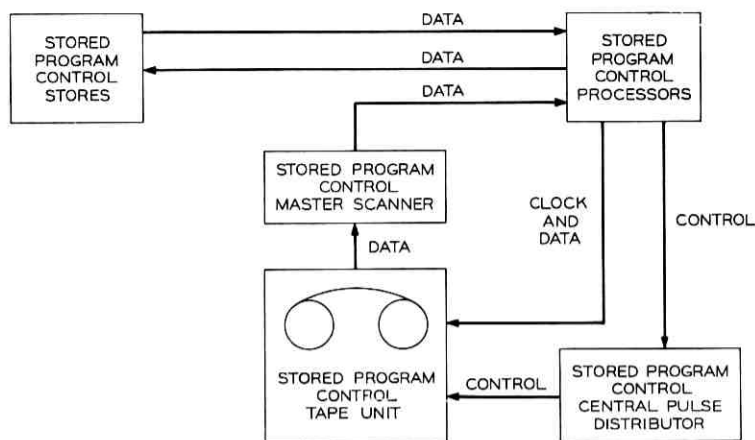 DATA
STORED
PROGRAM
CONTROL
STORES
DATA
STORED
PROGRAM
CONTROL
PROCESSORS
DATA
STORED PROGRAM
CONTROL
MASTER SCANNER
CLOCK
AND
DATA
CONTROL
DATA
STORED PROGRAM
CONTROL
TAPE UNIT
CONTROL
STORED PROGRAM
CONTROL
CENTRAL PULSE
DISTRIBUTOR